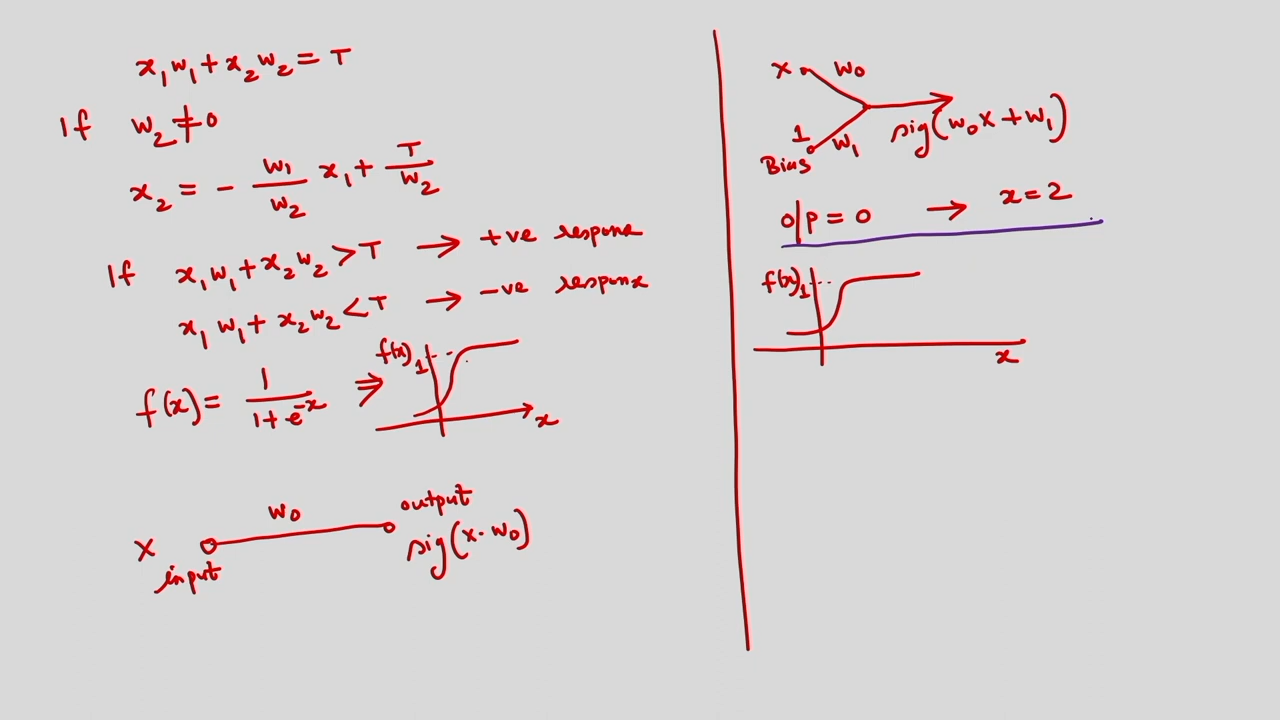 x₁w₁ + x₂w₂ = T
If w₂ ≠ 0
x₂ = - w₁/w₂ x₁ + T/w₂
If x₁w₁ + x₂w₂ > T → +ve response
x₁w₁ + x₂w₂ < T → -ve response
f(x) = 1/(1 + e^-x) ⇒ f(x) 1 x
w₀
X input
output
sig(x·w₀)
x w₀
1 w₁ sig(w₀x + w₁)
Bias
o|p = 0 → x = 2
f(x) 1
x